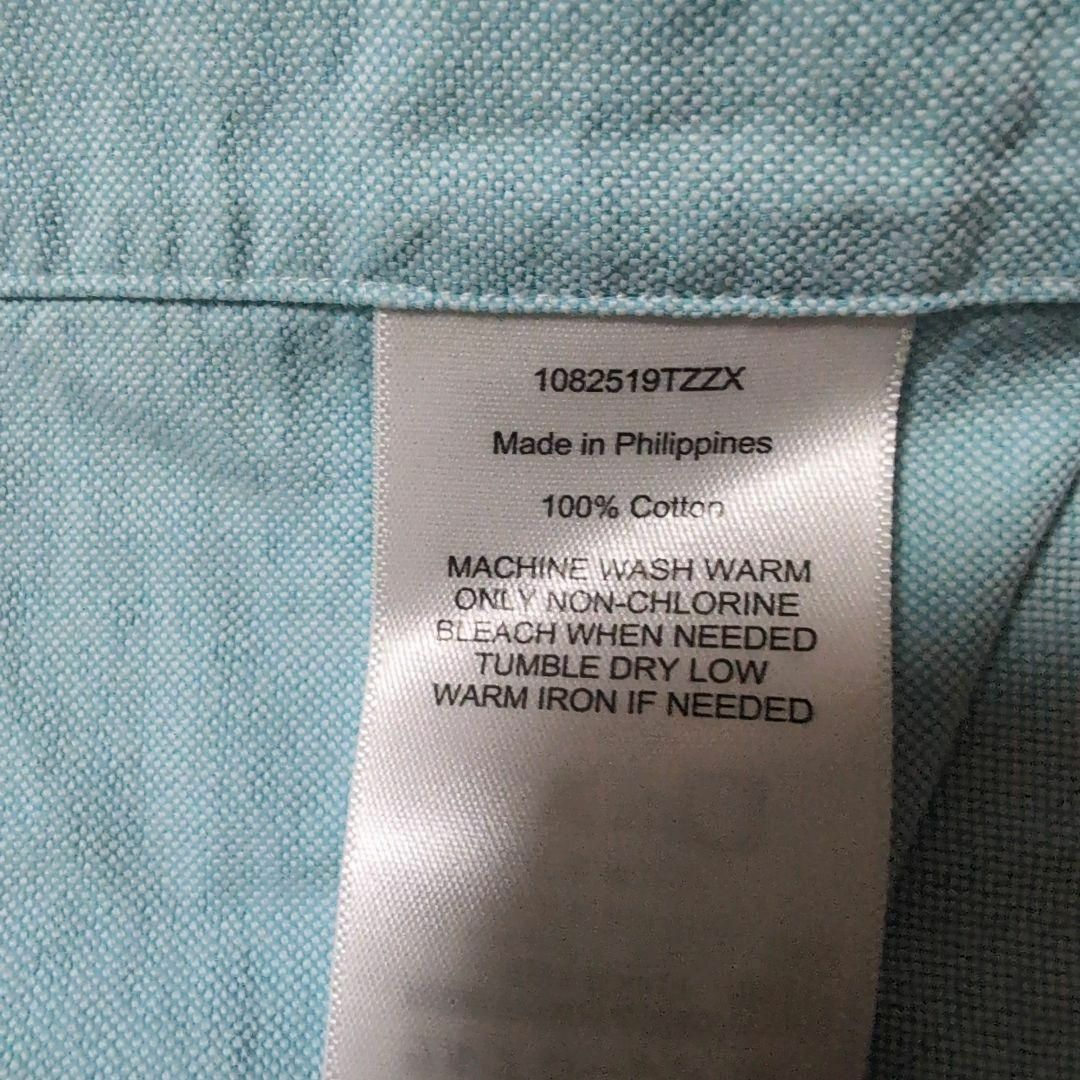 1082519TZZX
Made in Philippines
100% Cotton
MACHINE WASH WARM
ONLY NON-CHLORINE
BLEACH WHEN NEEDED
TUMBLE DRY LOW
WARM IRON IF NEEDED